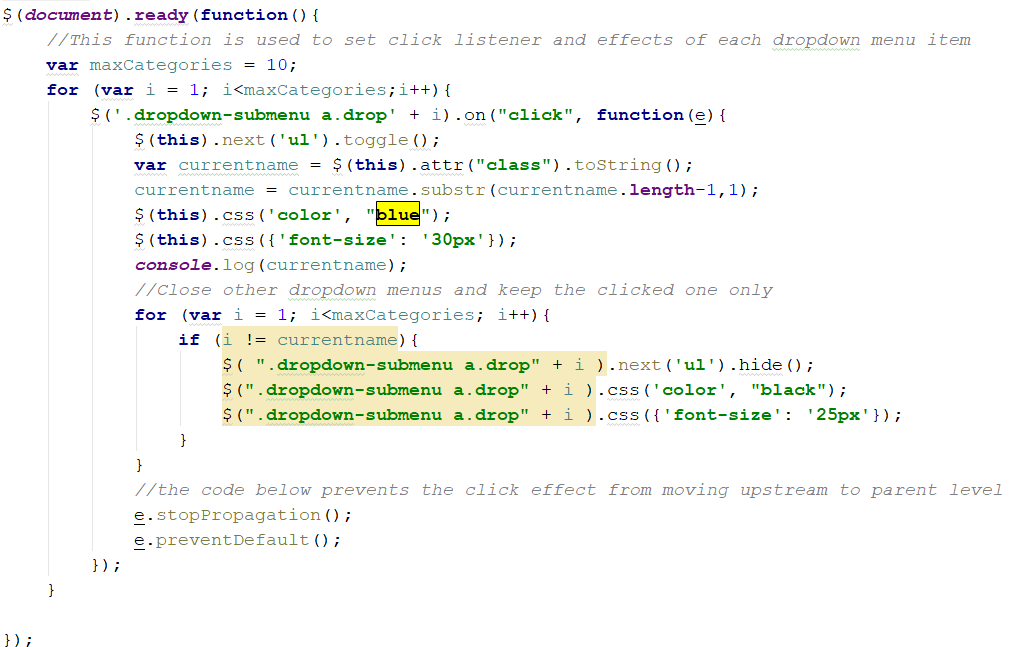 $(document).ready(function(){
    //This function is used to set click listener and effects of each dropdown menu item
    var maxCategories = 10;
    for (var i = 1; i<maxCategories;i++){
        $('.dropdown-submenu a.drop' + i).on("click", function(e){
            $(this).next('ul').toggle();
            var currentname = $(this).attr("class").toString();
            currentname = currentname.substr(currentname.length-1,1);
            $(this).css('color', "blue");
            $(this).css({'font-size': '30px'});
            console.log(currentname);
            //Close other dropdown menus and keep the clicked one only
            for (var i = 1; i<maxCategories; i++){
                if (i != currentname){
                    $( ".dropdown-submenu a.drop" + i ).next('ul').hide();
                    $(".dropdown-submenu a.drop" + i ).css('color', "black");
                    $(".dropdown-submenu a.drop" + i ).css({'font-size': '25px'});
                }
            }
            //the code below prevents the click effect from moving upstream to parent level
            e.stopPropagation();
            e.preventDefault();
        });
    }
});